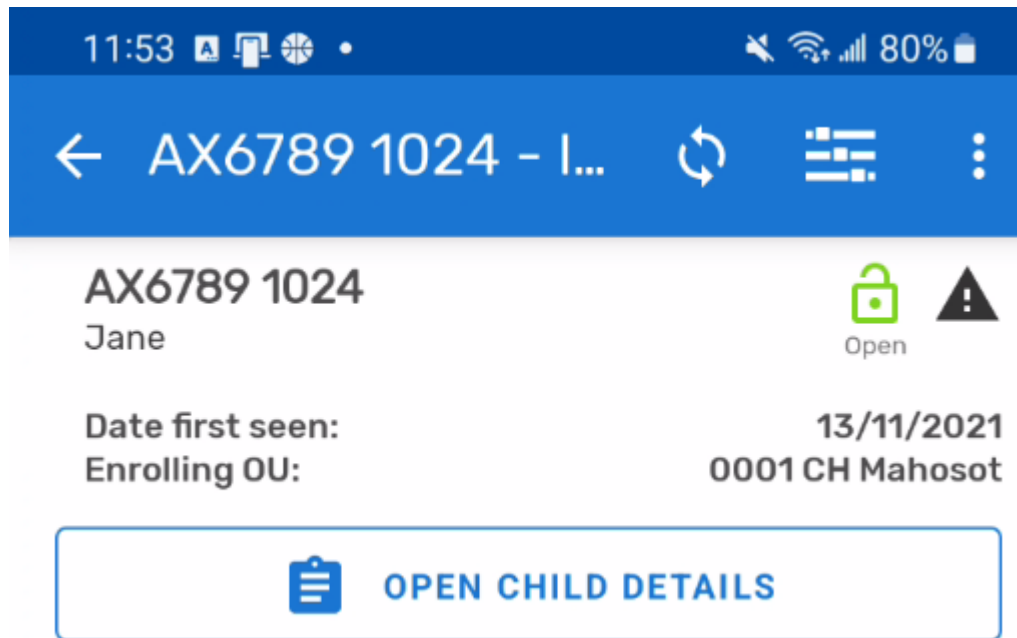 11:53 80%
AX6789 1024 - I...
AX6789 1024
Jane
Open
Date first seen: 13/11/2021
Enrolling OU: 0001 CH Mahosot
OPEN CHILD DETAILS